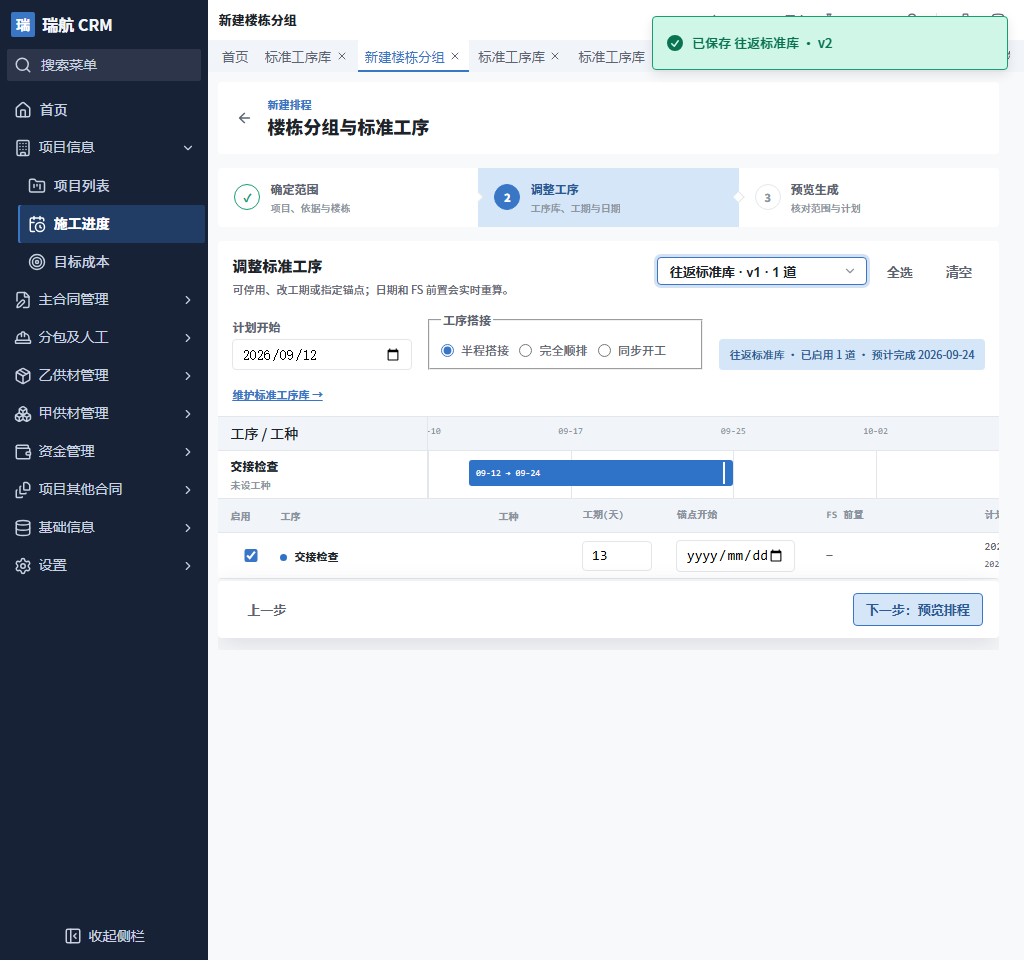 瑞 瑞航 CRM
搜索菜单
首页
项目信息
项目列表
施工进度
目标成本
主合同管理
分包及人工
乙供材管理
甲供材管理
资金管理
项目其他合同
基础信息
设置
收起侧栏
新建楼栋分组
已保存 往返标准库 · v2
首页 标准工序库 × 新建楼栋分组 × 标准工序库 × 标准工序库
新建排程
楼栋分组与标准工序
✓ 确定范围
项目、依据与楼栋
2 调整工序
工序库、工期与日期
3 预览生成
核对范围与计划
调整标准工序
可停用、改工期或指定锚点；日期和 FS 前置会实时重算。
往返标准库 · v1 · 1 道
全选 清空
计划开始
2026/09/12
工序搭接
半程搭接 完全顺排 同步开工
往返标准库 · 已启用 1 道 · 预计完成 2026-09-24
维护标准工序库 →
工序 / 工种 -10 09-17 09-25 10-02
交接检查
未设工种
09-12 → 09-24
启用 工序 工种 工期(天) 锚点开始 FS 前置
交接检查 13 yyyy/mm/dd –
上一步 下一步：预览排程